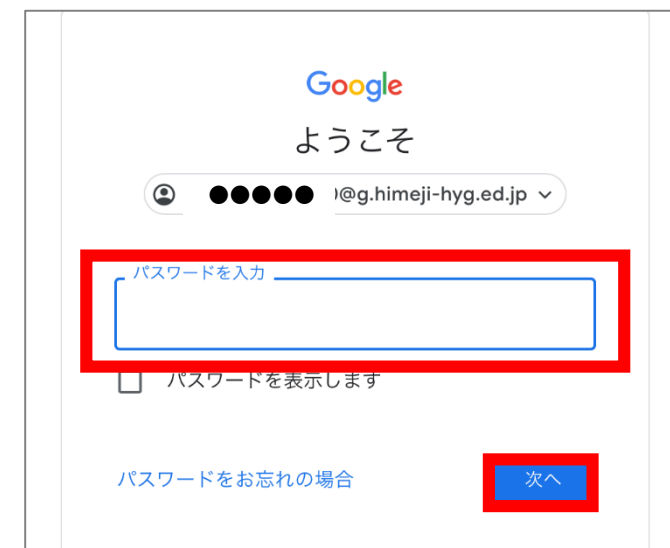 Google
ようこそ
@g.himeji-hyg.ed.jp
パスワードを入力
パスワードを表示します
パスワードをお忘れの場合
次へ